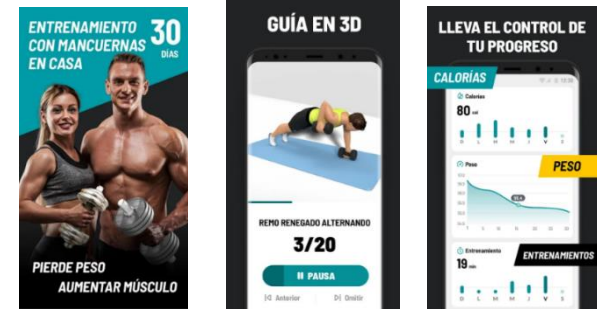 ENTRENAMIENTO
CON MANCUERNAS
EN CASA
30
DÍAS
PIERDE PESO
AUMENTAR MÚSCULO
GUÍA EN 3D
REMO RENEGADO ALTERNANDO
3/20
PAUSA
Anterior
Omitir
LLEVA EL CONTROL DE
TU PROGRESO
CALORÍAS
Calorías
80
D L M M J V S
Peso
PESO
Entrenamiento
ENTRENAMIENTOS
19 min
D L M M J V S